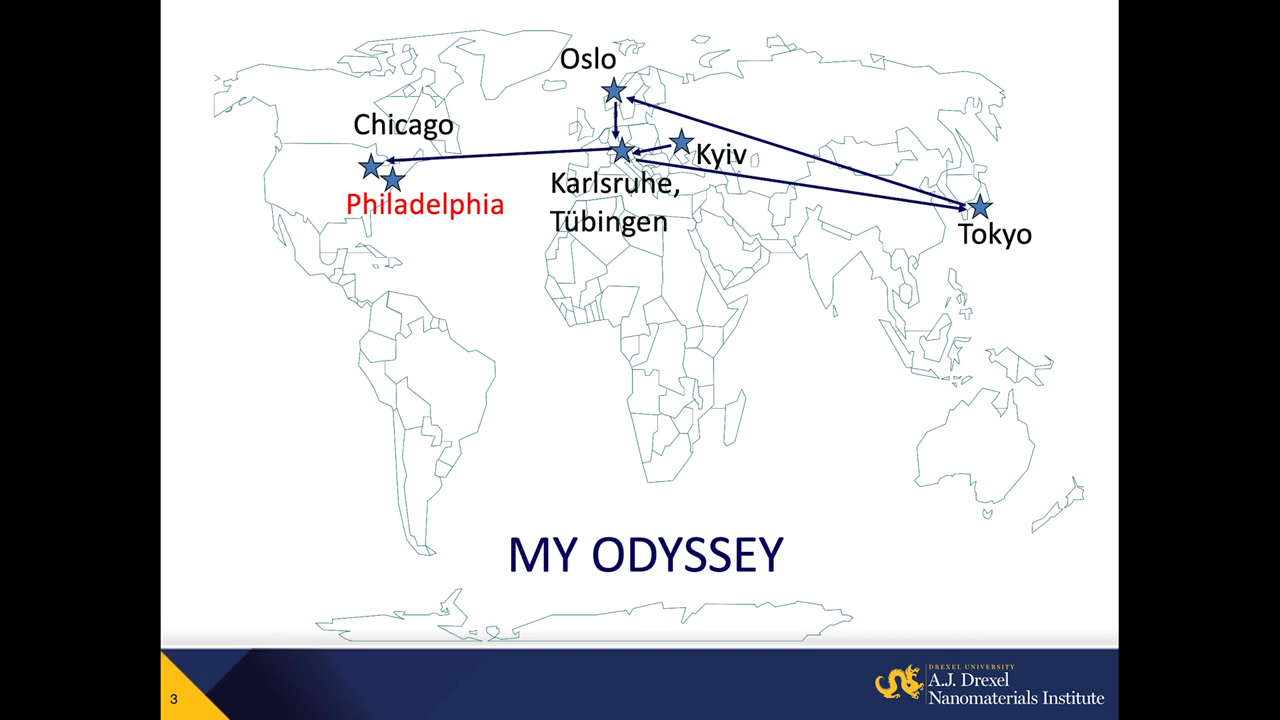 Oslo
Chicago
Kyiv
Karlsruhe,
Tübingen
Philadelphia
Tokyo
MY ODYSSEY
3
DREXEL UNIVERSITY
A.J. Drexel
Nanomaterials Institute